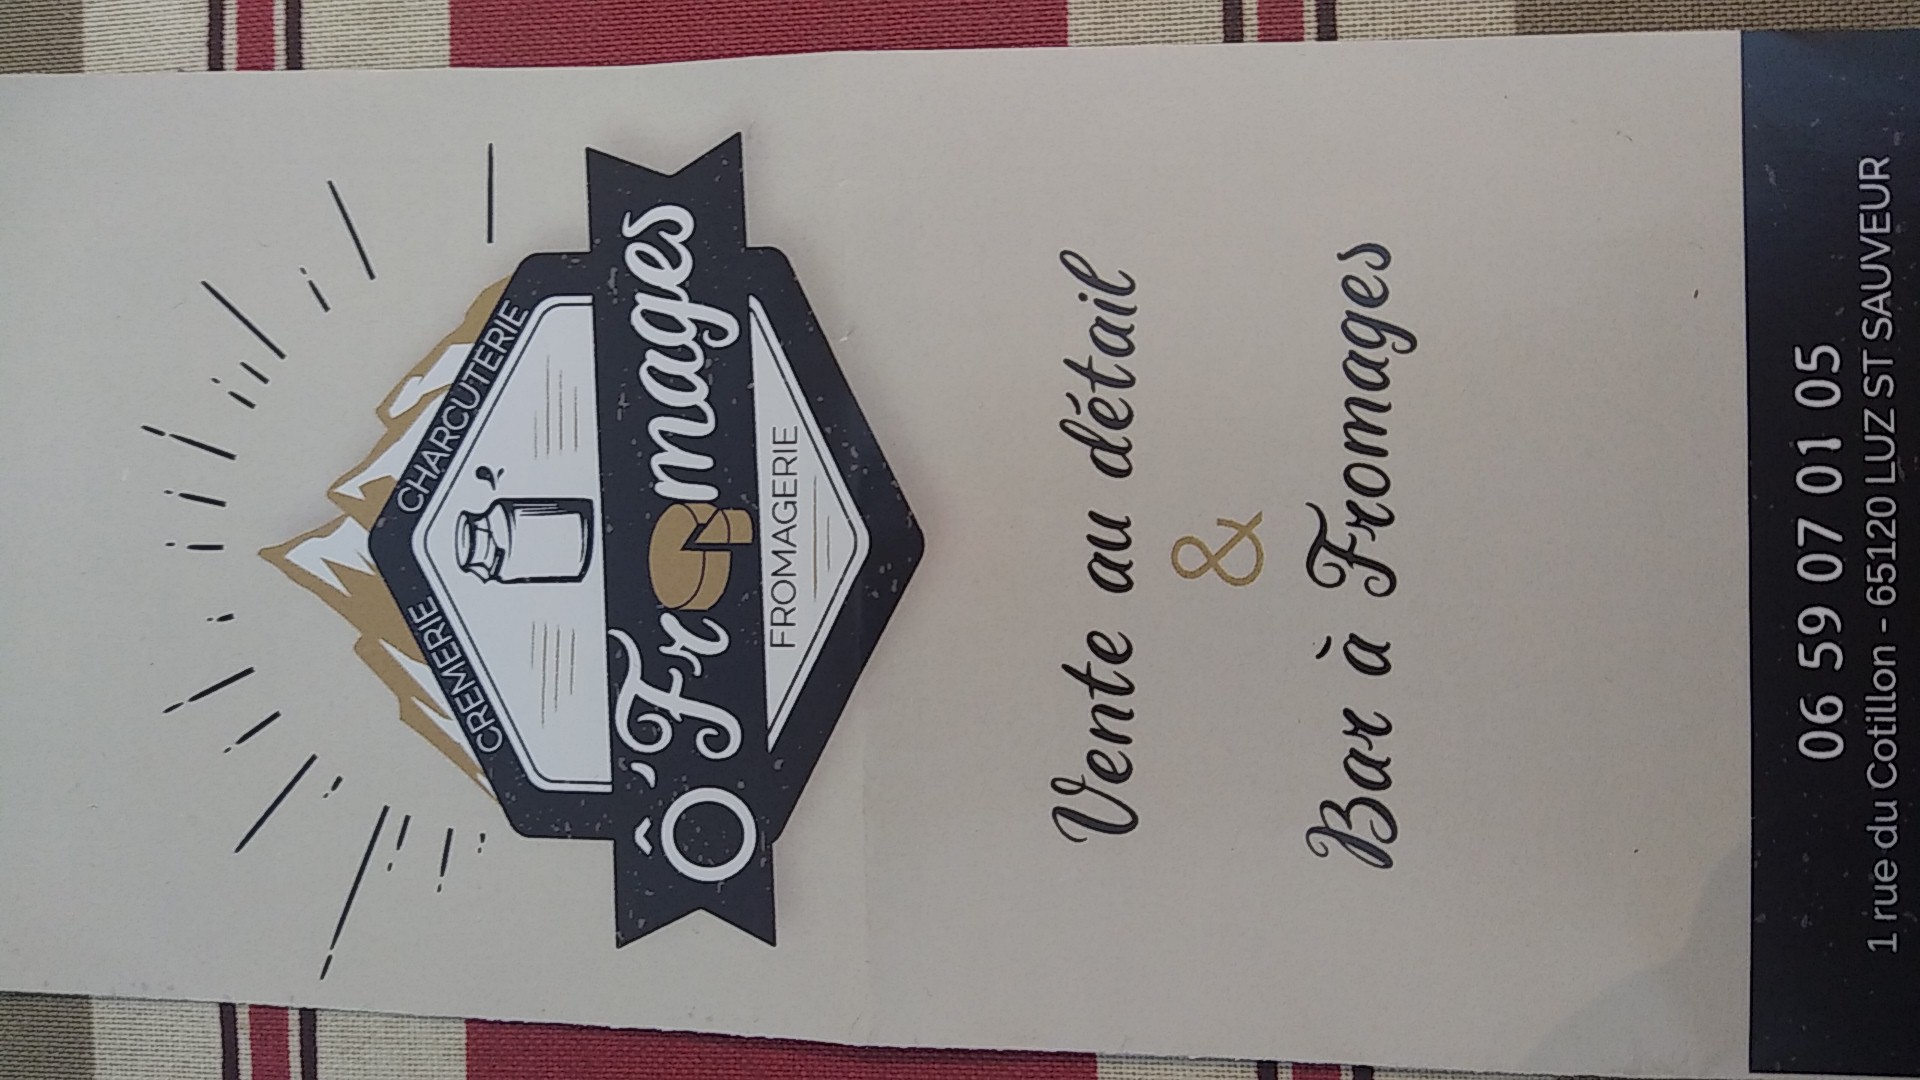 CREMERIE CHARCUTERIE
Ô'Fromages
FROMAGERIE
Vente au détail
&
Bar à Fromages
06 59 07 01 05
1 rue du Cotillon - 65120 LUZ ST SAUVEUR